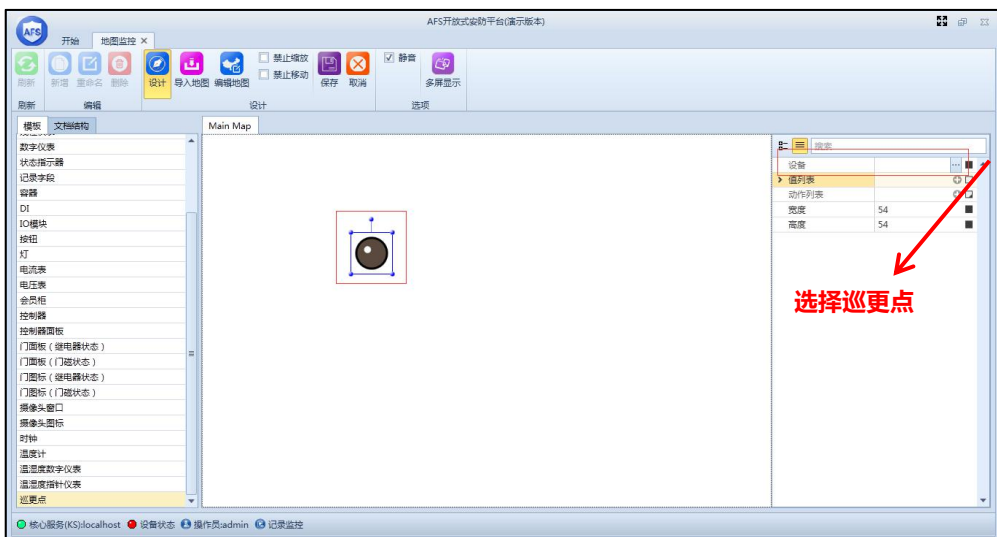 AFS开放式安防平台(演示版本)
AFS
开始 地图监控 ×
刷新 新增 重命名 删除 设计 导入地图 编辑地图 禁止缩放 禁止移动 保存 取消 静音 多屏显示
刷新 编辑 设计 选项
模板 文档结构 Main Map
数字仪表
状态指示器
记录字段
容器
DI
IO模块
按钮
灯
电流表
电压表
会员柜
控制器
控制器面板
门面板（继电器状态）
门面板（门磁状态）
门图标（继电器状态）
门图标（门磁状态）
摄像头窗口
摄像头图标
时钟
温度计
温湿度数字仪表
温湿度指针仪表
巡更点
搜索
设备 ...
值列表
动作列表
宽度 54
高度 54
选择巡更点
核心服务(KS):localhost 设备状态 操作员:admin 记录监控